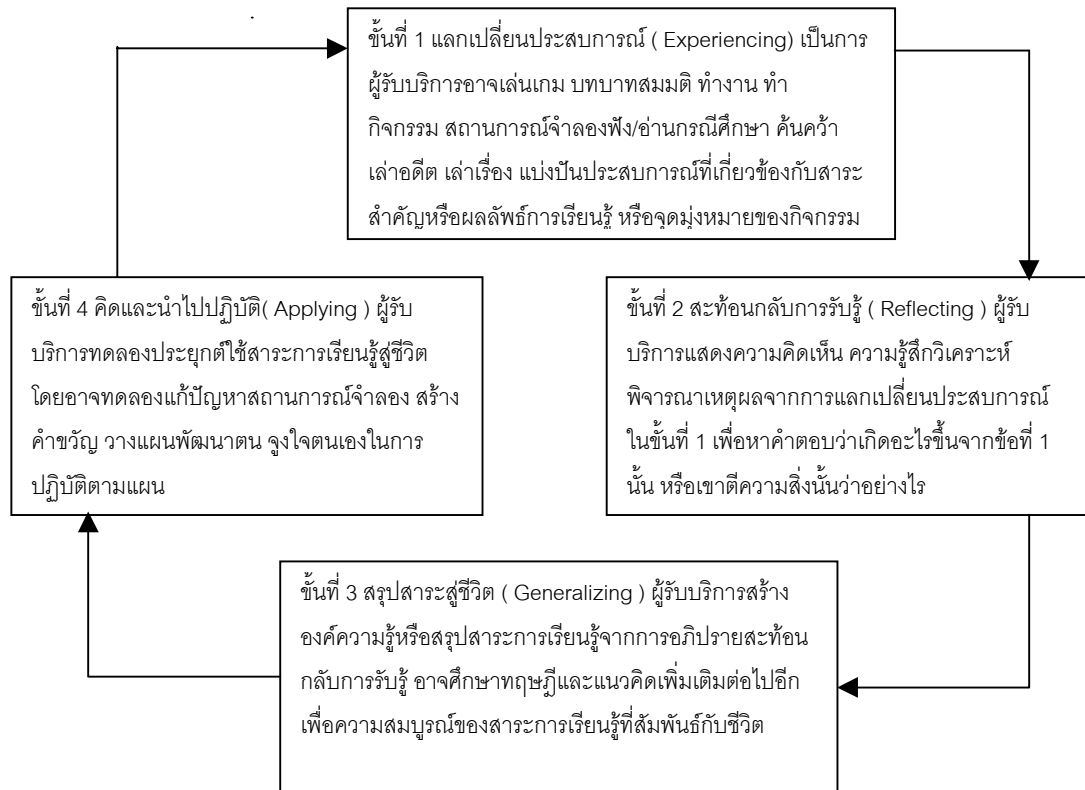 ขั้นที่ 1 แลกเปลี่ยนประสบการณ์ ( Experiencing) เป็นการ
ผู้รับบริการอาจเล่นเกม บทบาทสมมติ ทำงาน ทำ
กิจกรรม สถานการณ์จำลองฟัง/อ่านกรณีศึกษา ค้นคว้า
เล่าอดีต เล่าเรื่อง แบ่งปันประสบการณ์ที่เกี่ยวข้องกับสาระ
สำคัญหรือผลลัพธ์การเรียนรู้ หรือจุดมุ่งหมายของกิจกรรม
ขั้นที่ 2 สะท้อนกลับการรับรู้ ( Reflecting ) ผู้รับ
บริการแสดงความคิดเห็น ความรู้สึกวิเคราะห์
พิจารณาเหตุผลจากการแลกเปลี่ยนประสบการณ์
ในขั้นที่ 1 เพื่อหาคำตอบว่าเกิดอะไรขึ้นจากข้อที่ 1
นั้น หรือเขาตีความสิ่งนั้นว่าอย่างไร
ขั้นที่ 3 สรุปสาระสู่ชีวิต ( Generalizing ) ผู้รับบริการสร้าง
องค์ความรู้หรือสรุปสาระการเรียนรู้จากการอภิปรายสะท้อน
กลับการรับรู้ อาจศึกษาทฤษฎีและแนวคิดเพิ่มเติมต่อไปอีก
เพื่อความสมบูรณ์ของสาระการเรียนรู้ที่สัมพันธ์กับชีวิต
ขั้นที่ 4 คิดและนำไปปฏิบัติ( Applying ) ผู้รับ
บริการทดลองประยุกต์ใช้สาระการเรียนรู้สู่ชีวิต
โดยอาจทดลองแก้ปัญหาสถานการณ์จำลอง สร้าง
คำขวัญ วางแผนพัฒนาตน จูงใจตนเองในการ
ปฏิบัติตามแผน